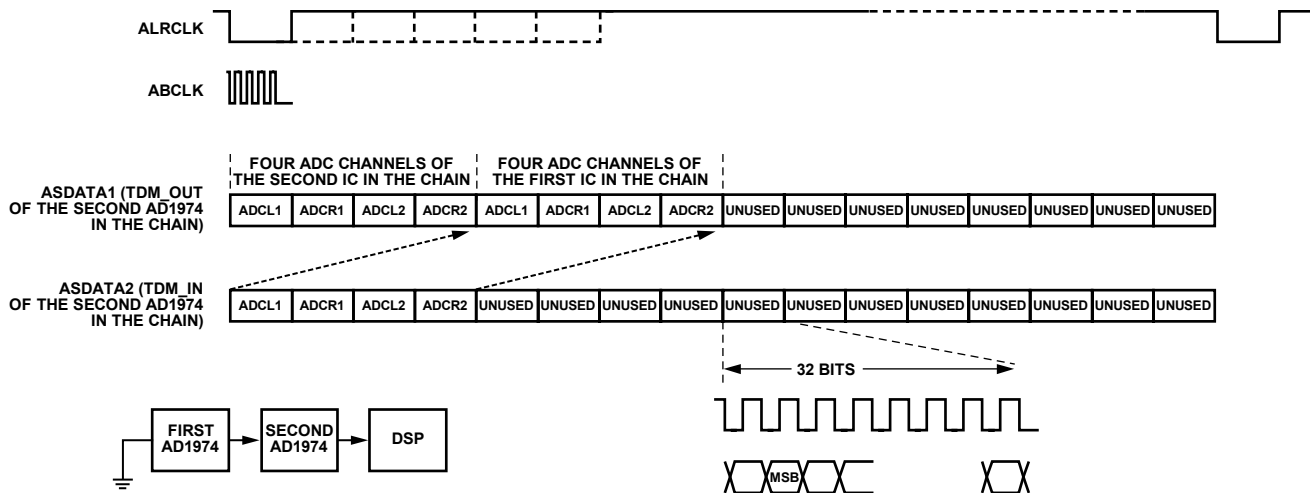 ALRCLK
ABCLK
FOUR ADC CHANNELS OF
THE SECOND IC IN THE CHAIN
FOUR ADC CHANNELS OF
THE FIRST IC IN THE CHAIN
ASDATA1 (TDM_OUT
OF THE SECOND AD1974
IN THE CHAIN)
ADCL1 ADCR1 ADCL2 ADCR2 ADCL1 ADCR1 ADCL2 ADCR2 UNUSED UNUSED UNUSED UNUSED UNUSED UNUSED UNUSED UNUSED
ASDATA2 (TDM_IN
OF THE SECOND AD1974
IN THE CHAIN)
ADCL1 ADCR1 ADCL2 ADCR2 UNUSED UNUSED UNUSED UNUSED UNUSED UNUSED UNUSED UNUSED UNUSED UNUSED UNUSED UNUSED
32 BITS
FIRST
AD1974
SECOND
AD1974
DSP
MSB